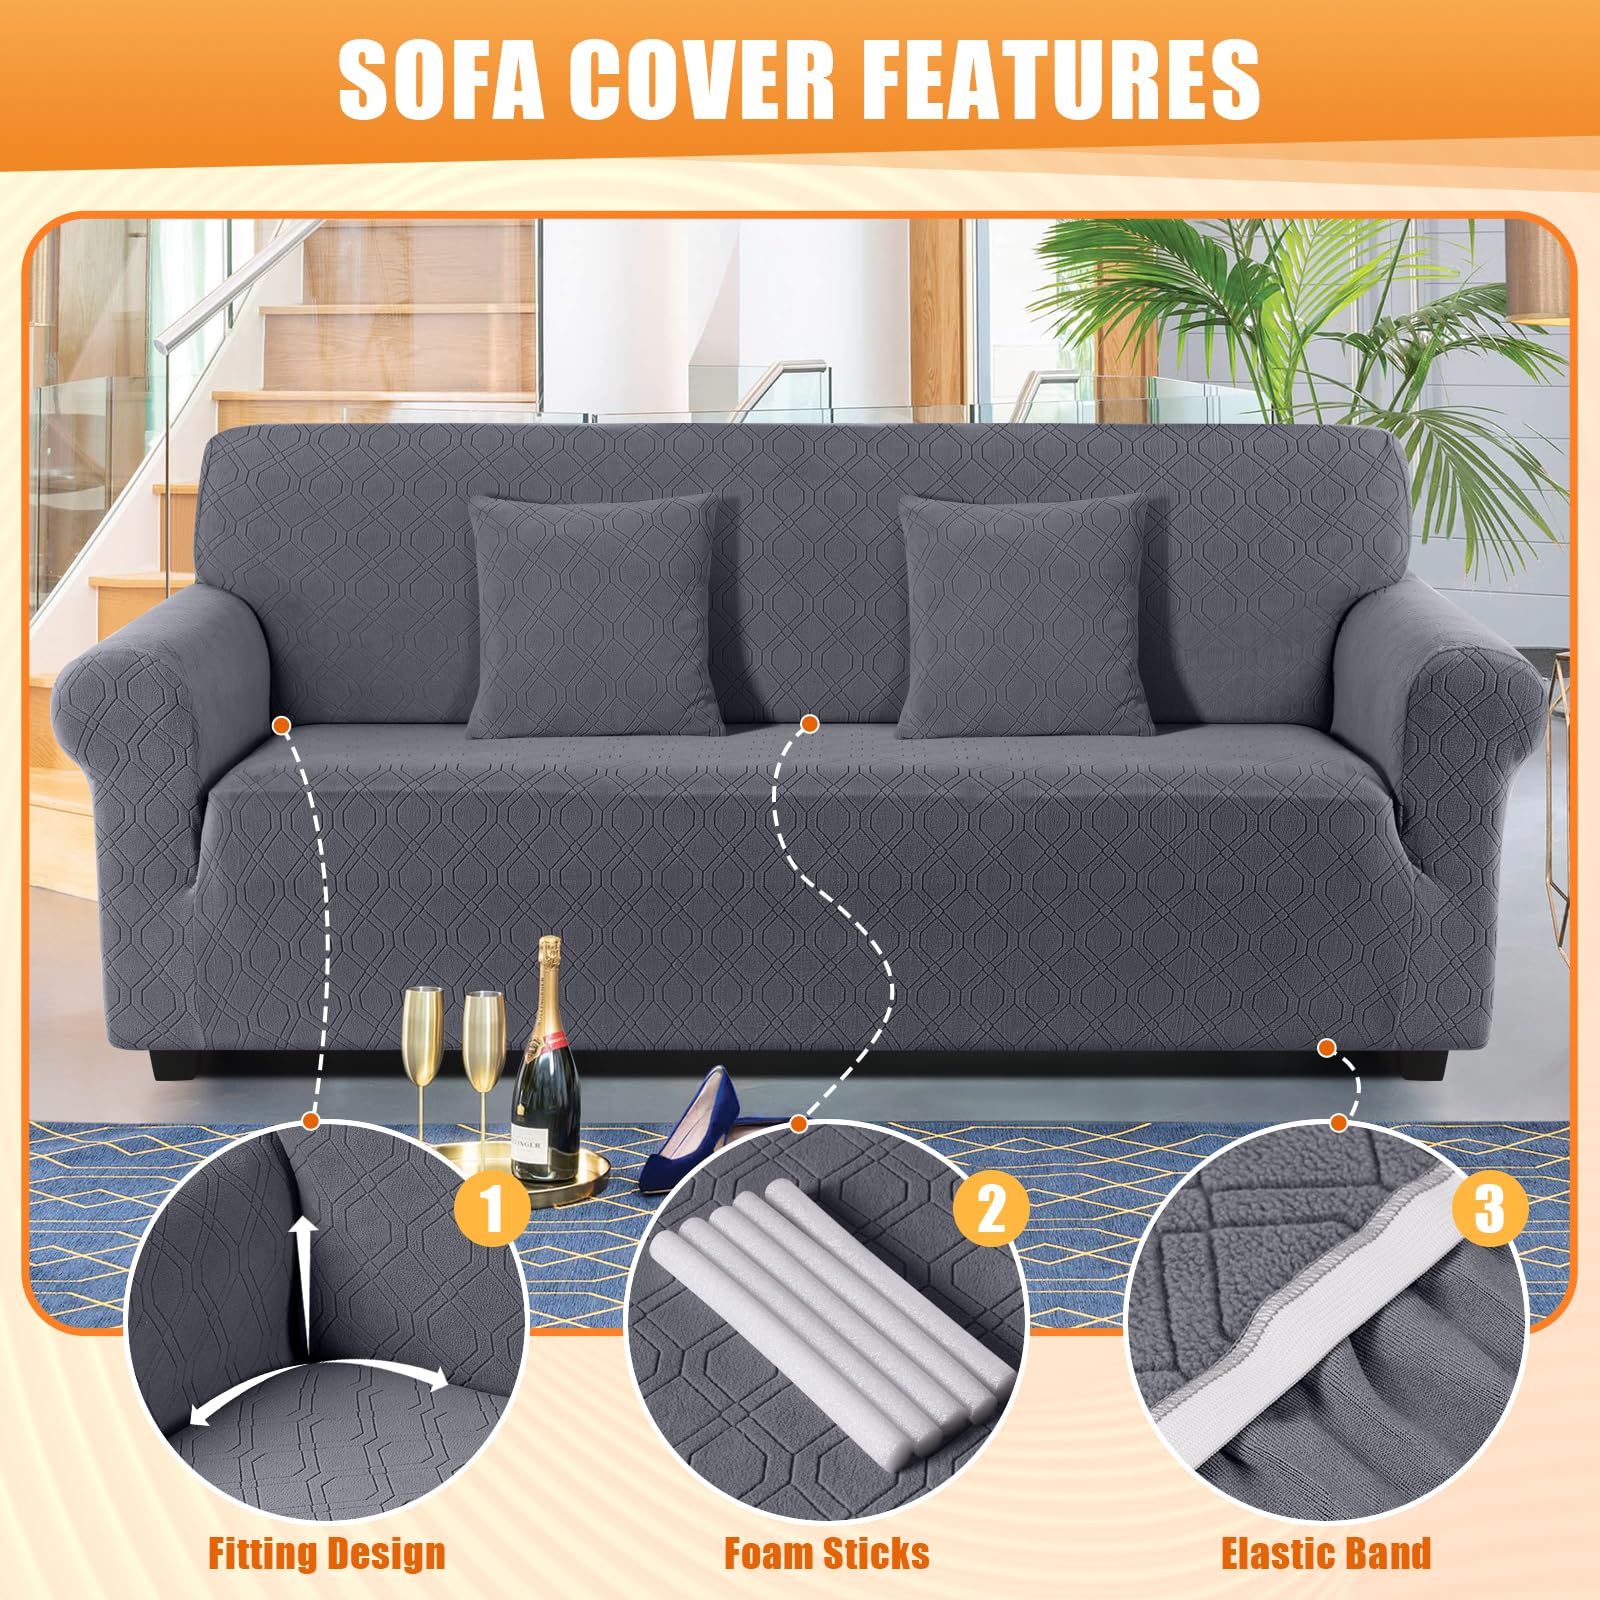 SOFA COVER FEATURES
1
2
3
Fitting Design
Foam Sticks
Elastic Band